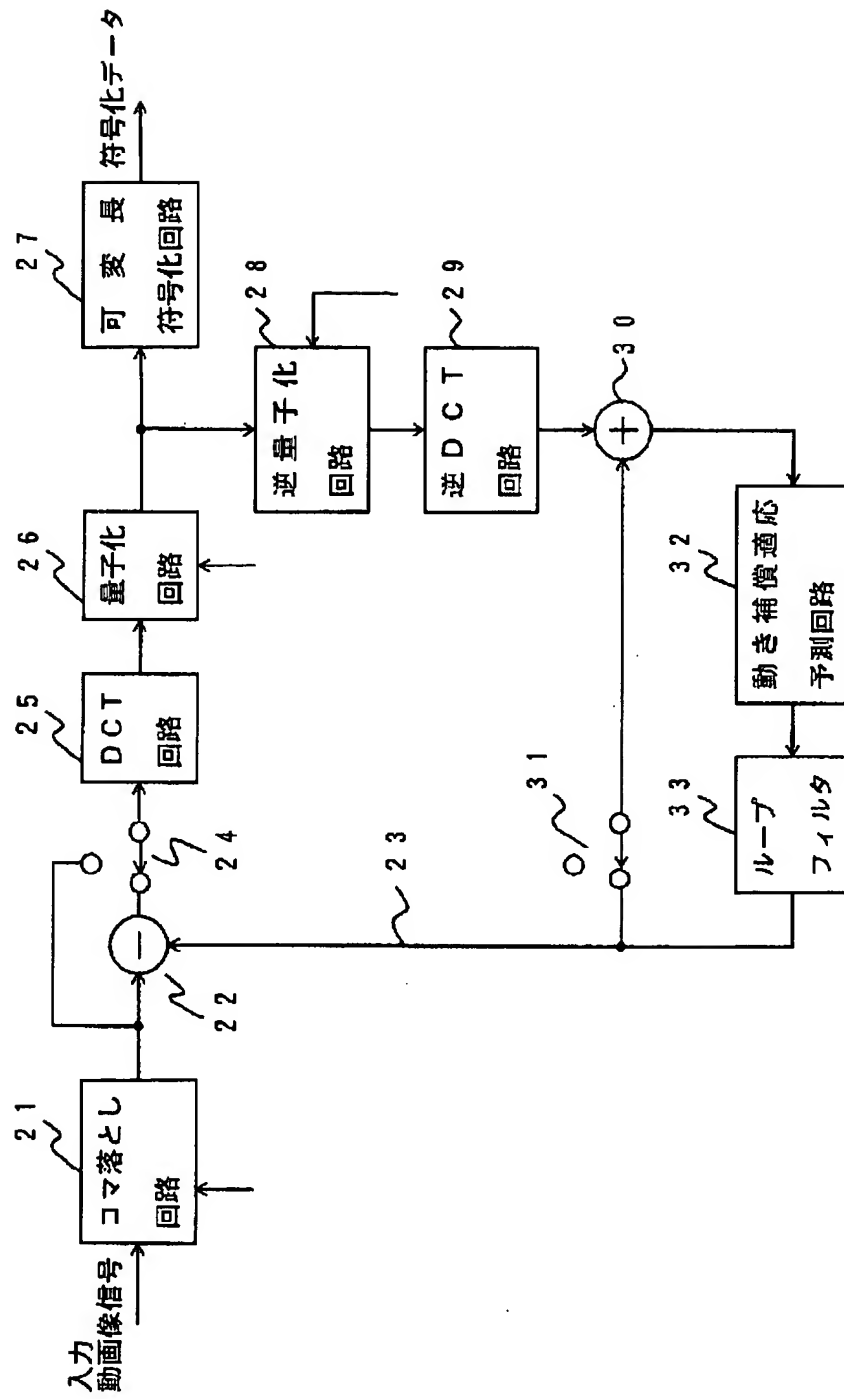 入力
動画像信号
21
コマ落とし
回路
22
23
24
25
DCT
回路
26
量子化
回路
27
可変長
符号化回路
符号化データ
28
逆量子化
回路
29
逆DCT
回路
30
+
31
32
動き補償適応
予測回路
33
ループ
フィルタ
−